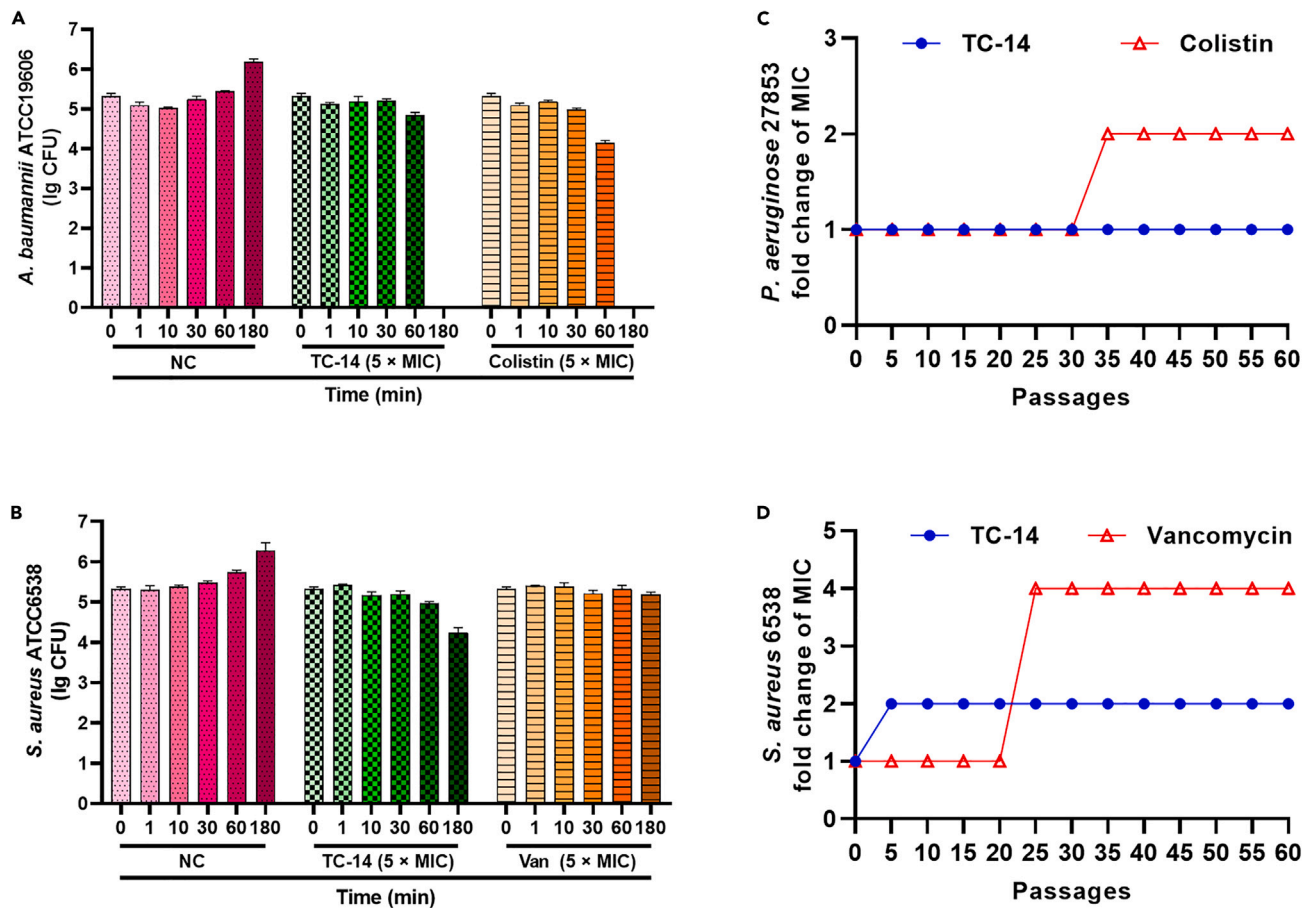 A
A. baumannii ATCC19606
(lg CFU)
7
6
5
4
3
2
1
0
0 1 10 30 60 180 0 1 10 30 60 180 0 1 10 30 60 180
NC TC-14 (5 × MIC) Colistin (5 × MIC)
Time (min)
C
TC-14 Colistin
P. aeruginose 27853
fold change of MIC
3
2
1
0
0 5 10 15 20 25 30 35 40 45 50 55 60
Passages
B
S. aureus ATCC6538
(lg CFU)
7
6
5
4
3
2
1
0
0 1 10 30 60 180 0 1 10 30 60 180 0 1 10 30 60 180
NC TC-14 (5 × MIC) Van (5 × MIC)
Time (min)
D
TC-14 Vancomycin
S. aureus 6538
fold change of MIC
5
4
3
2
1
0
0 5 10 15 20 25 30 35 40 45 50 55 60
Passages